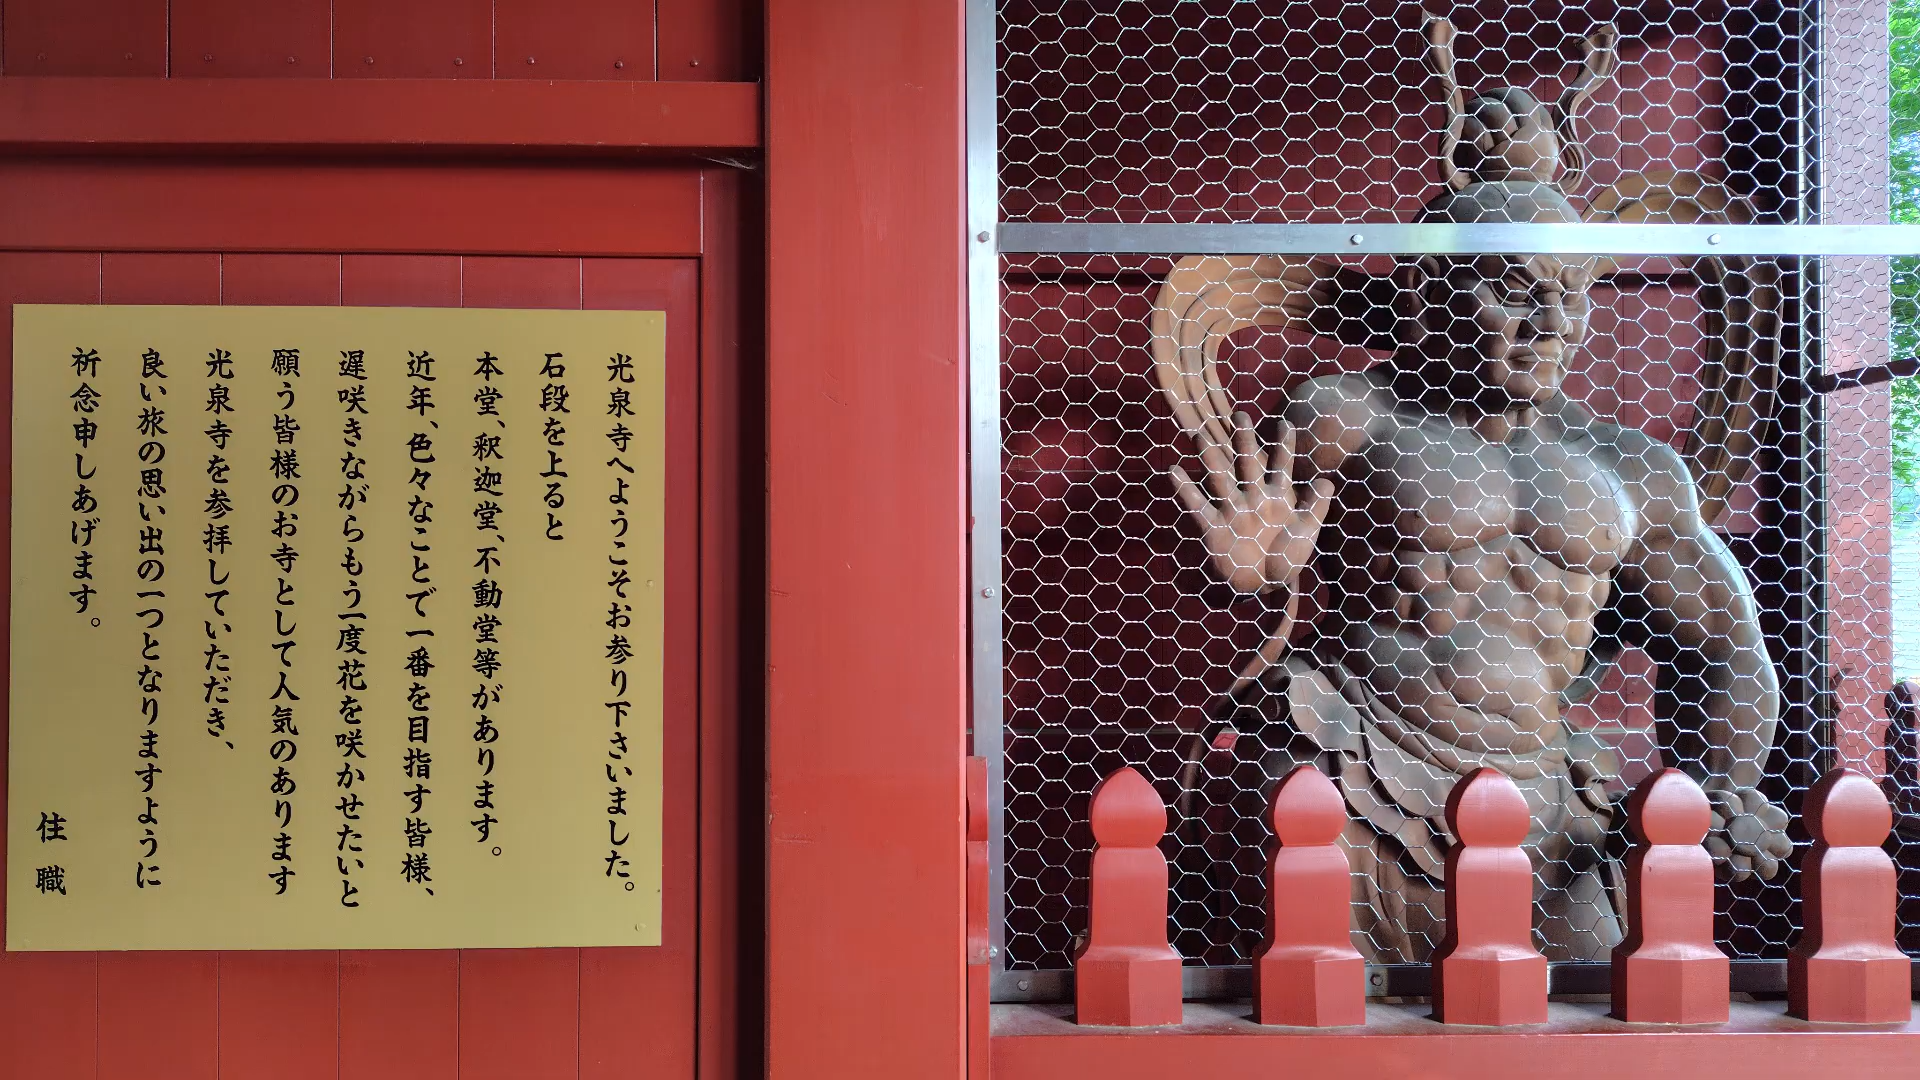 光泉寺へようこそお参り下さいました。
石段を上ると
本堂、釈迦堂、不動堂等があります。
近年、色々なことで一番を目指す皆様、
遅咲きながらもう一度花を咲かせたいと
願う皆様のお寺として人気のあります
光泉寺を参拝していただき、
良い旅の思い出の一つとなりますように
祈念申しあげます。
住職